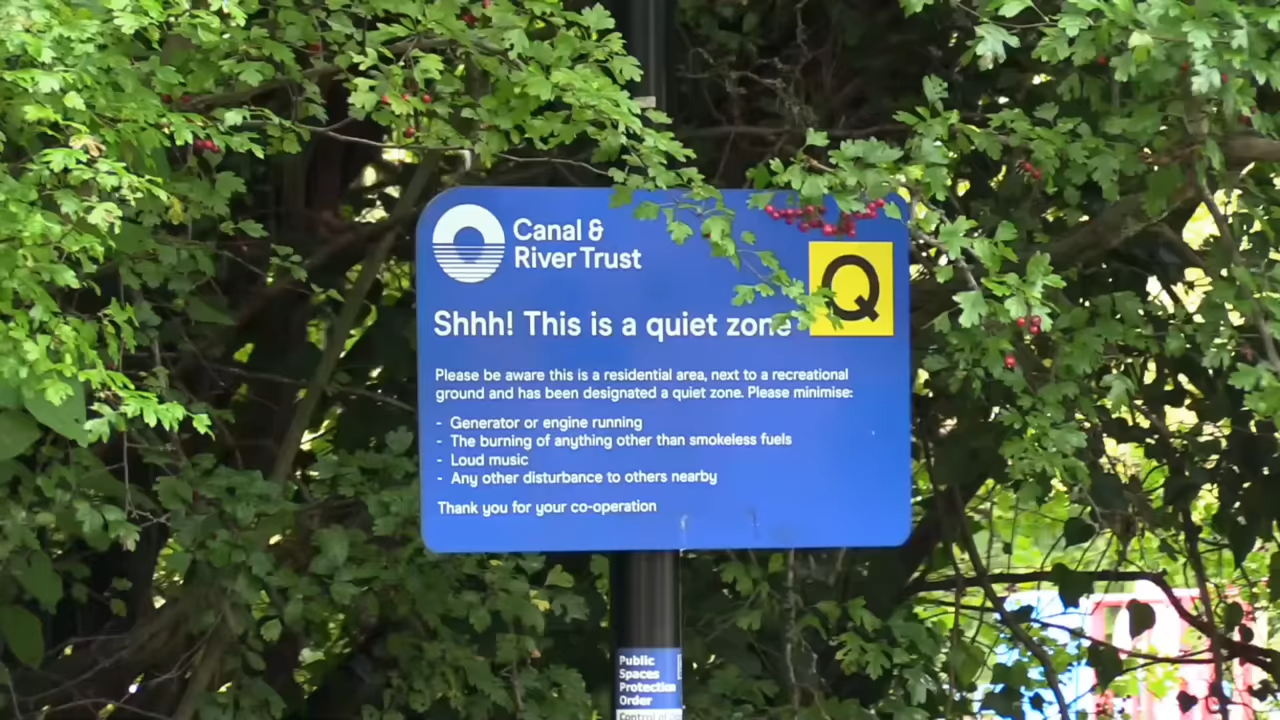 Canal &
River Trust
Q
Shhh! This is a quiet zone
Please be aware this is a residential area, next to a recreational
ground and has been designated a quiet zone. Please minimise:
- Generator or engine running
- The burning of anything other than smokeless fuels
- Loud music
- Any other disturbance to others nearby
Thank you for your co-operation
Public
Spaces
Protection
Order
Control of